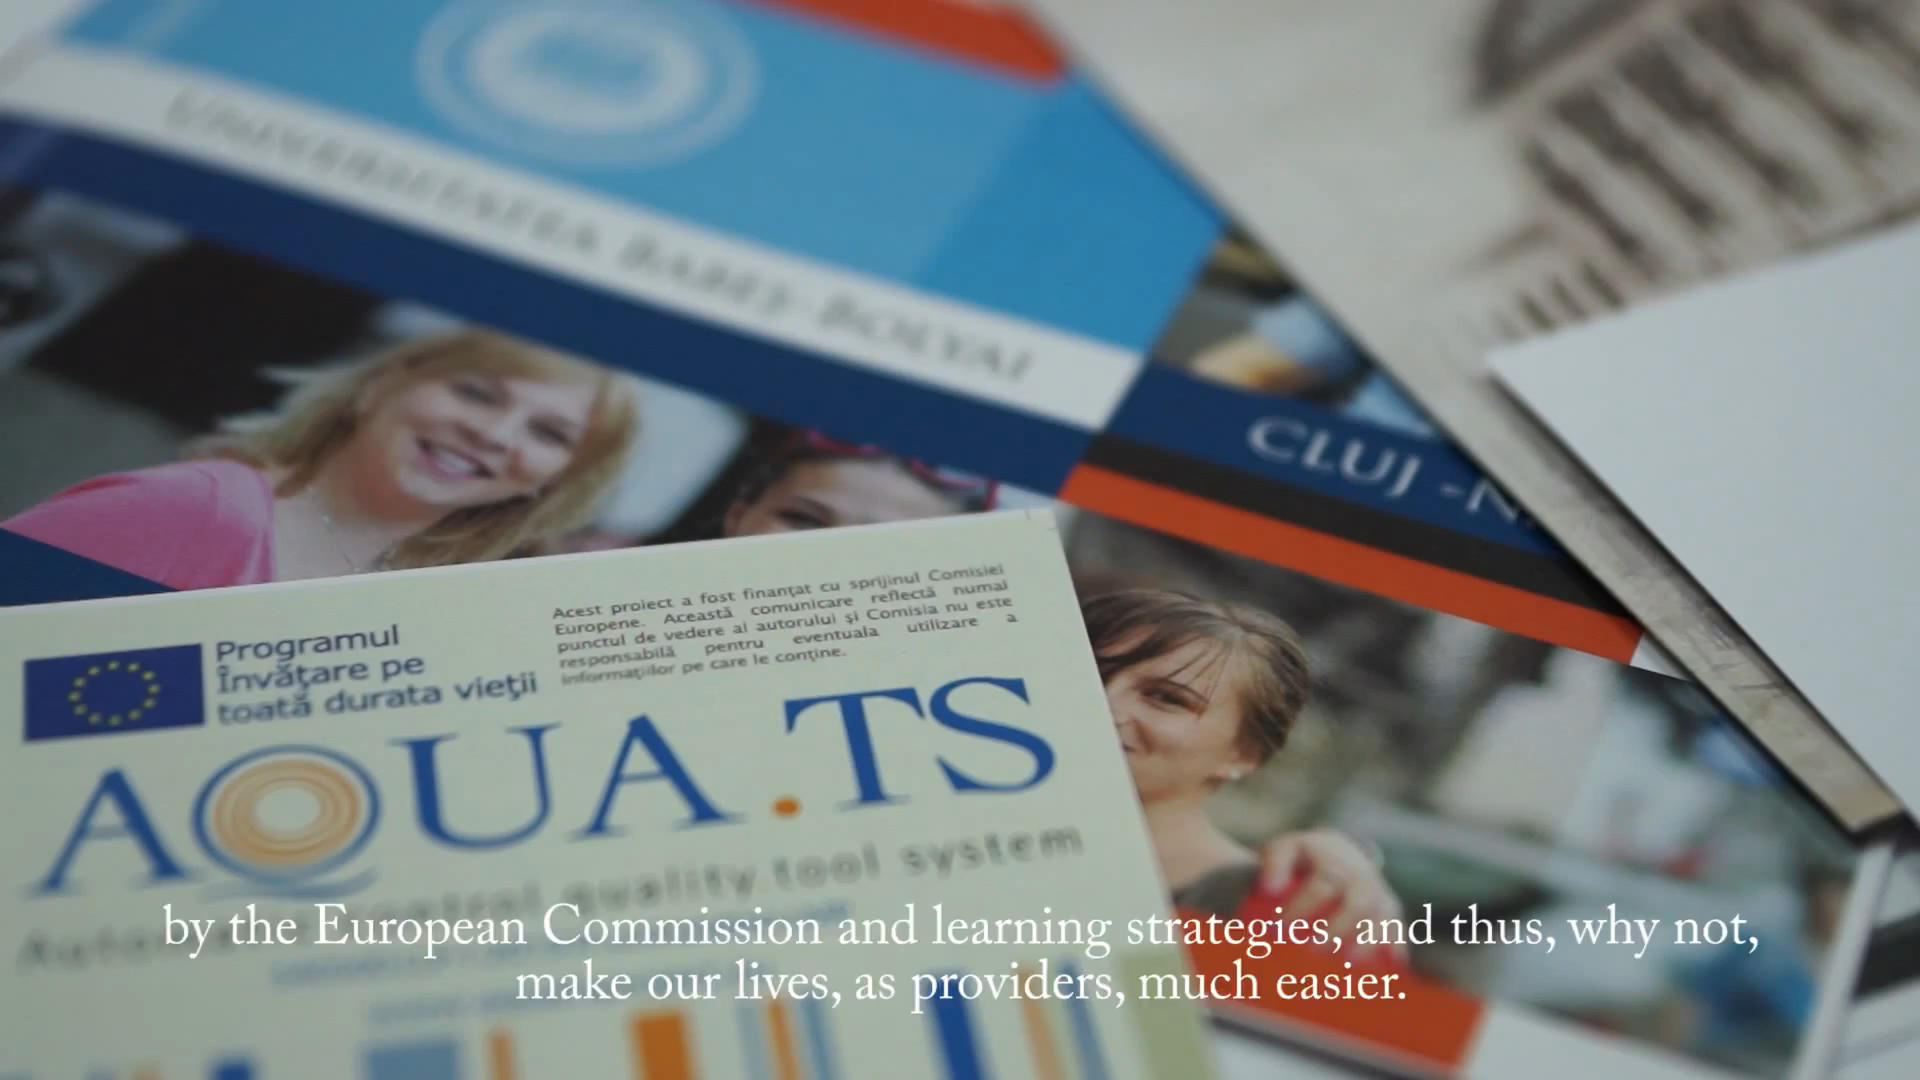 UNIVERSITATEA BABEȘ-BOLYAI
CLUJ -N
Programul
Învățare pe
toată durata vieții
Acest proiect a fost finanțat cu sprijinul Comisiei
Europene. Această comunicare reflectă numai
punctul de vedere al autorului și Comisia nu este
responsabilă pentru eventuala utilizare a
informațiilor pe care le conține.
AQUA.TS
control quality tool system
by the European Commission and learning strategies, and thus, why not,
make our lives, as providers, much easier.